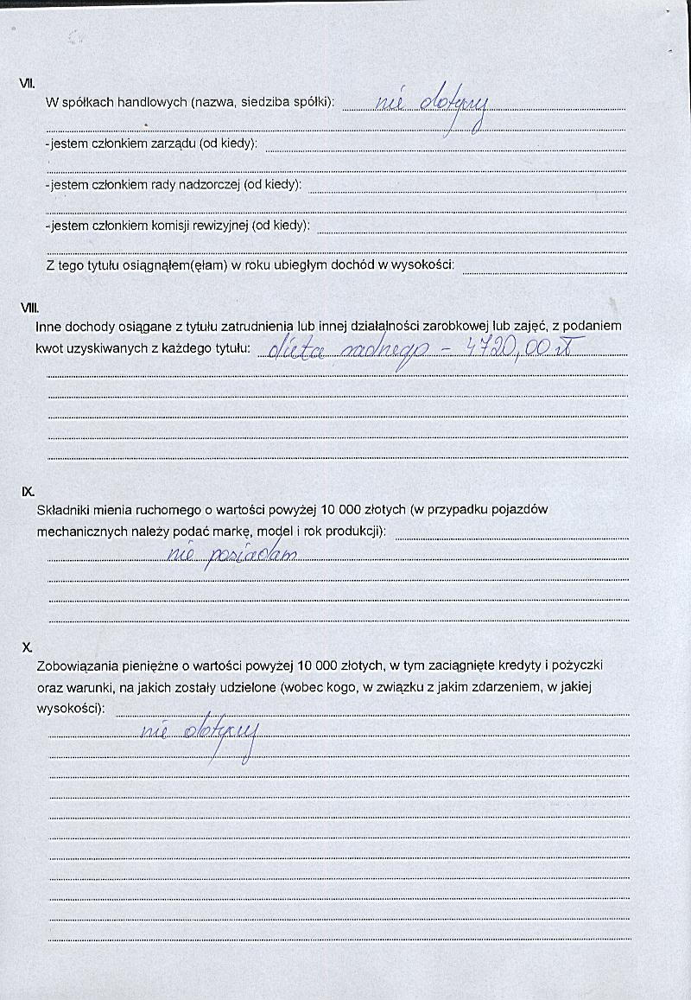 VII.
W spółkach handlowych (nazwa, siedziba spółki): nie dotyczy
-jestem członkiem zarządu (od kiedy):
-jestem członkiem rady nadzorczej (od kiedy):
-jestem członkiem komisji rewizyjnej (od kiedy):
Z tego tytułu osiągnąłem(ęłam) w roku ubiegłym dochód w wysokości:
VIII.
Inne dochody osiągane z tytułu zatrudnienia lub innej działalności zarobkowej lub zajęć, z podaniem
kwot uzyskiwanych z każdego tytułu: dieta radnego - 4720,00 zł
IX.
Składniki mienia ruchomego o wartości powyżej 10 000 złotych (w przypadku pojazdów
mechanicznych należy podać markę, model i rok produkcji):
nie posiadam
X.
Zobowiązania pieniężne o wartości powyżej 10 000 złotych, w tym zaciągnięte kredyty i pożyczki
oraz warunki, na jakich zostały udzielone (wobec kogo, w związku z jakim zdarzeniem, w jakiej
wysokości):
nie dotyczy